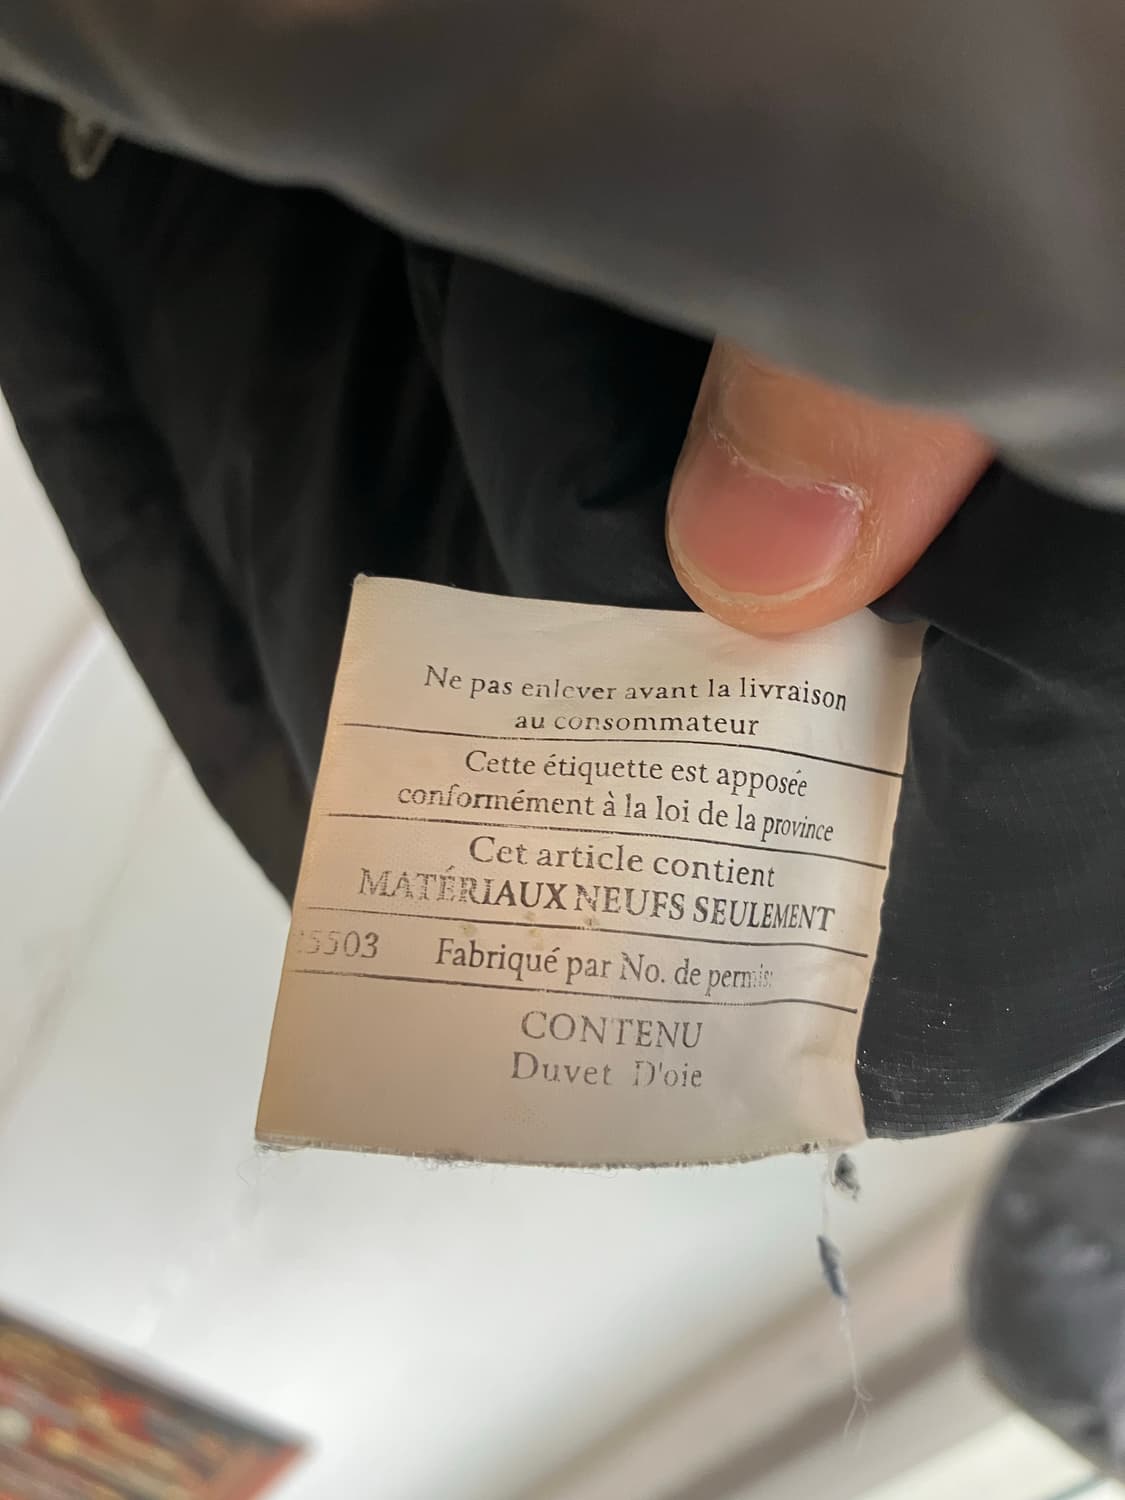 Ne pas enlever avant la livraison
au consommateur
Cette étiquette est apposée
conformément à la loi de la province
Cet article contient
MATÉRIAUX NEUFS SEULEMENT
5503 Fabriqué par No. de permis:
CONTENU
Duvet D'oie